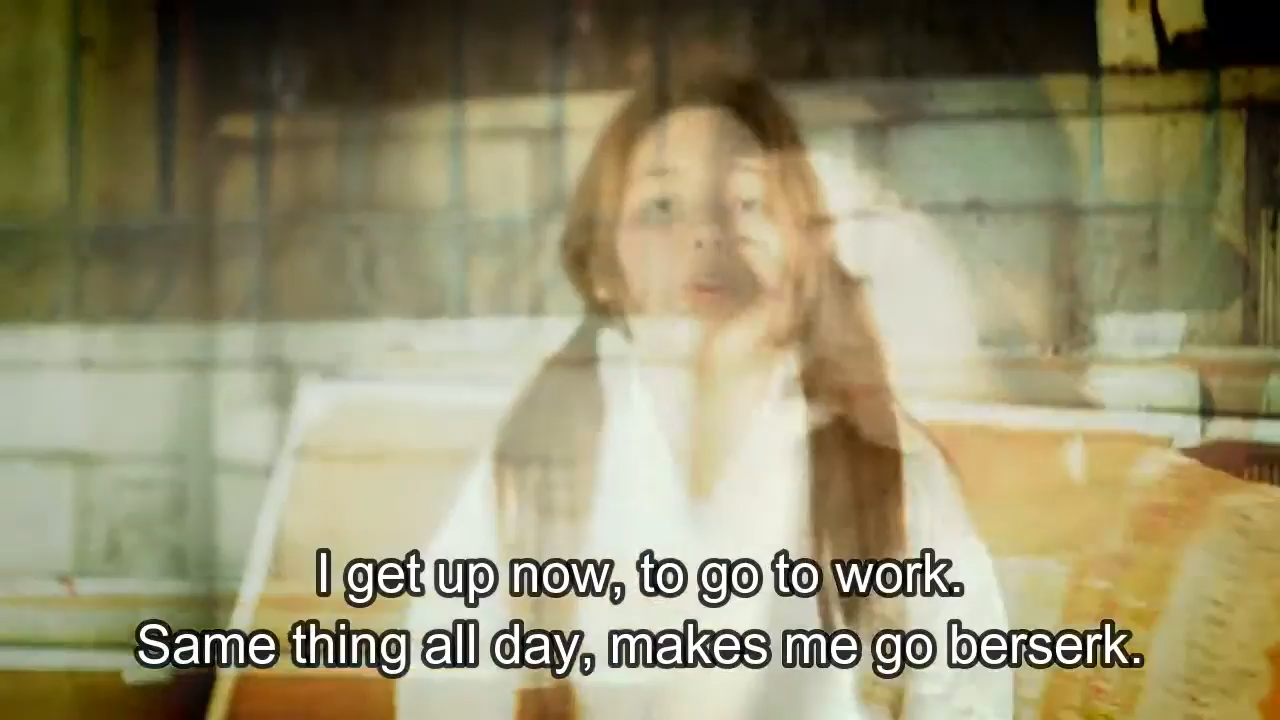 I get up now, to go to work.
Same thing all day, makes me go berserk.